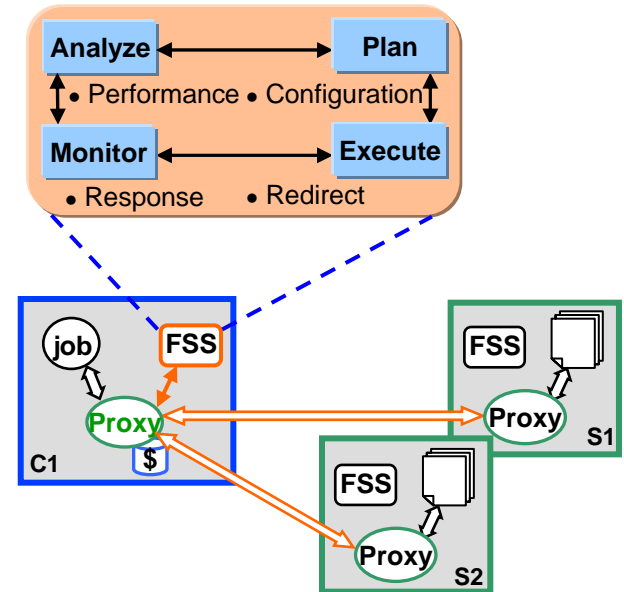 Analyze Plan
• Performance • Configuration
Monitor Execute
• Response • Redirect
job FSS
Proxy
$
C1
FSS
Proxy
S1
FSS
Proxy
S2